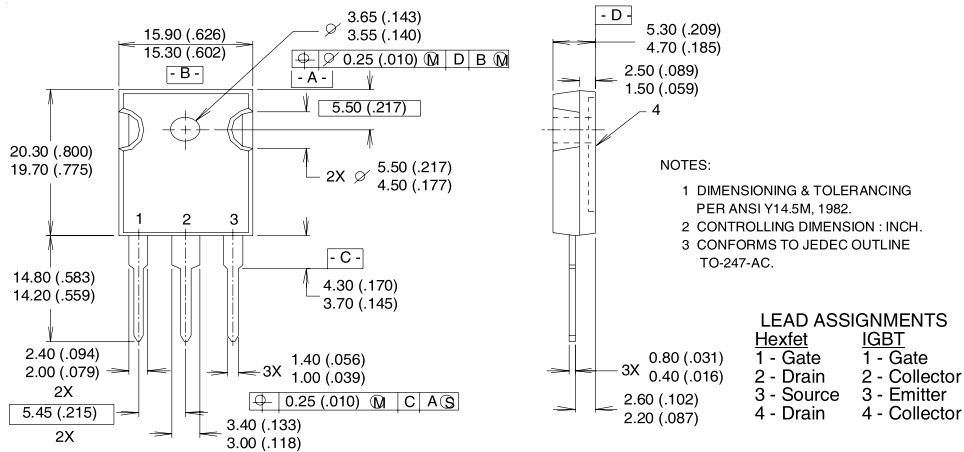 15.90 (.626)
15.30 (.602)
- B -
3.65 (.143)
3.55 (.140)
0.25 (.010) Ⓜ D B Ⓜ
- A -
5.50 (.217)
20.30 (.800)
19.70 (.775)
2X ⌀ 5.50 (.217)
4.50 (.177)
1 2 3
- C -
14.80 (.583)
14.20 (.559)
4.30 (.170)
3.70 (.145)
2.40 (.094)
2.00 (.079)
2X
5.45 (.215)
2X
3X 1.40 (.056)
1.00 (.039)
0.25 (.010) Ⓜ C A Ⓢ
3.40 (.133)
3.00 (.118)
- D -
5.30 (.209)
4.70 (.185)
2.50 (.089)
1.50 (.059)
4
NOTES:
1 DIMENSIONING & TOLERANCING
PER ANSI Y14.5M, 1982.
2 CONTROLLING DIMENSION : INCH.
3 CONFORMS TO JEDEC OUTLINE
TO-247-AC.
3X 0.80 (.031)
0.40 (.016)
2.60 (.102)
2.20 (.087)
LEAD ASSIGNMENTS
Hexfet IGBT
1 - Gate 1 - Gate
2 - Drain 2 - Collector
3 - Source 3 - Emitter
4 - Drain 4 - Collector